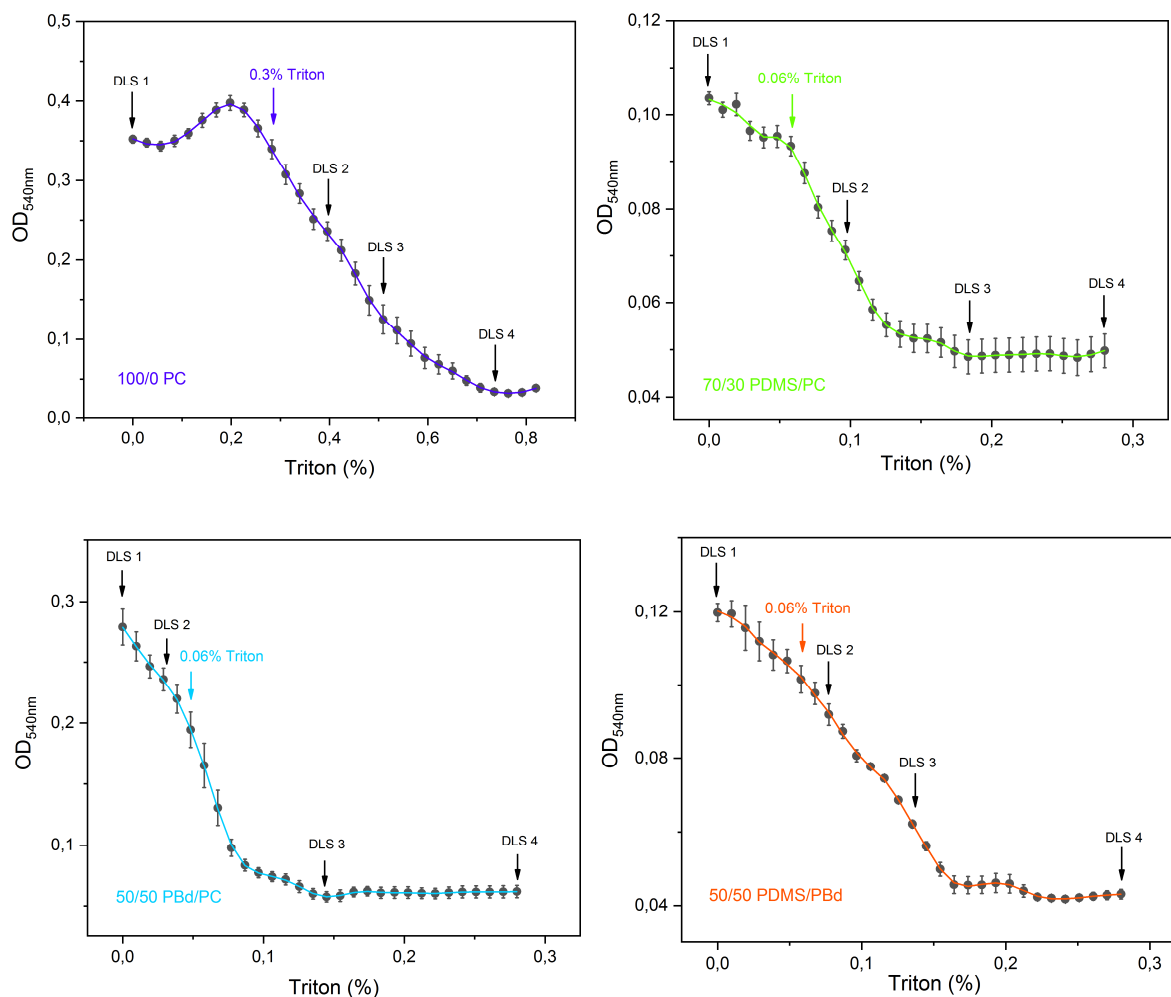 0,5
0,4
0,3
0,2
0,1
0,0
OD540nm
DLS 1
0.3% Triton
DLS 2
DLS 3
DLS 4
100/0 PC
0,0 0,2 0,4 0,6 0,8
Triton (%)
0,12
0,10
0,08
0,06
0.04
OD540nm
DLS 1
0.06% Triton
DLS 2
DLS 3
DLS 4
70/30 PDMS/PC
0,0 0,1 0,2 0,3
Triton (%)
0,3
0,2
0,1
OD540nm
DLS 1
DLS 2
0.06% Triton
DLS 3
DLS 4
50/50 PBd/PC
0,0 0,1 0,2 0,3
Triton (%)
0,12
0.08
0,04
OD540nm
DLS 1
0.06% Triton
DLS 2
DLS 3
DLS 4
50/50 PDMS/PBd
0,0 0,1 0,2 0,3
Triton (%)